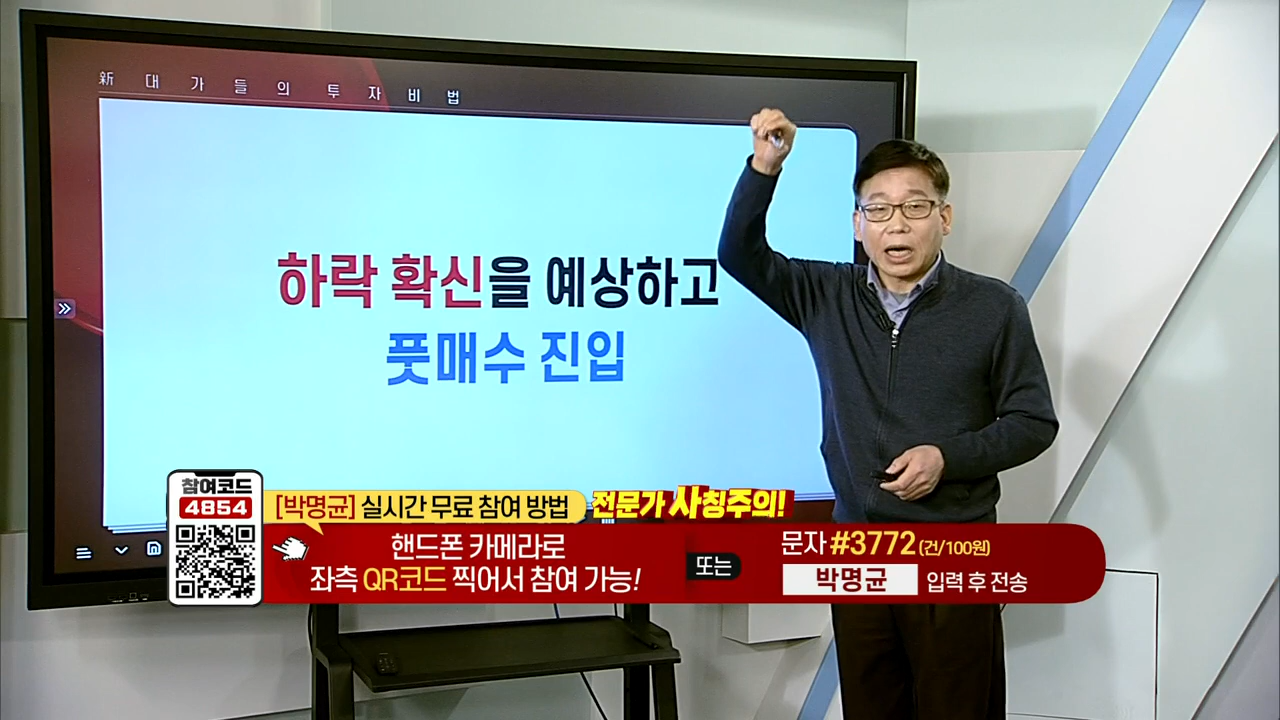 新 대가들의 투자비법
하락 확신을 예상하고
풋매수 진입
참여코드
4854
[박명균] 실시간 무료 참여 방법
전문가 사칭주의!
핸드폰 카메라로
좌측 QR코드 찍어서 참여 가능!
또는
문자 #3772 (건/100원)
박명균 입력 후 전송